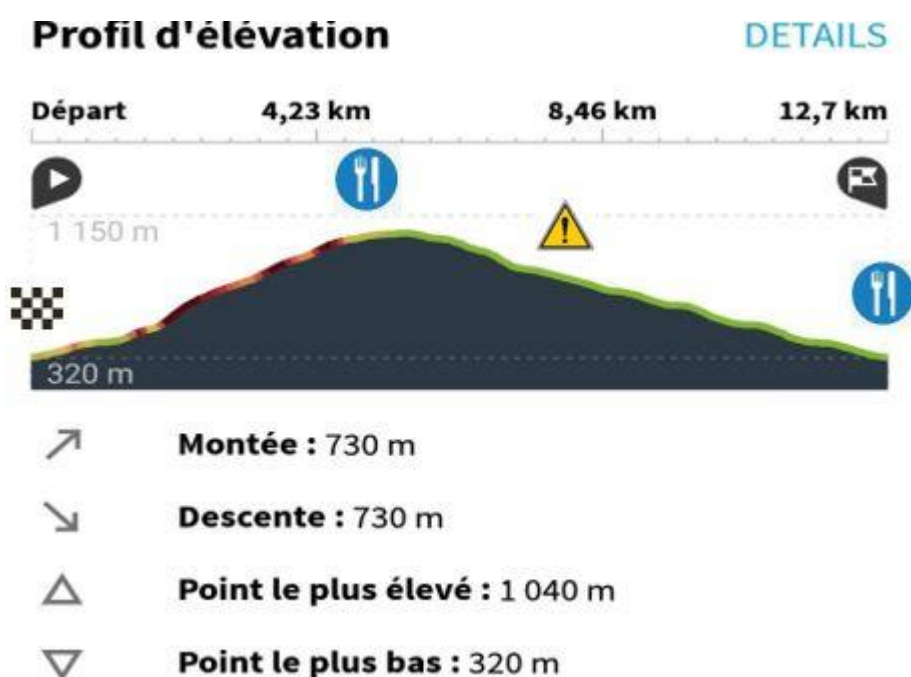 Profil d'élévation DETAILS
Départ 4,23 km 8,46 km 12,7 km
1 150 m
320 m
Montée : 730 m
Descente : 730 m
Point le plus élevé : 1 040 m
Point le plus bas : 320 m